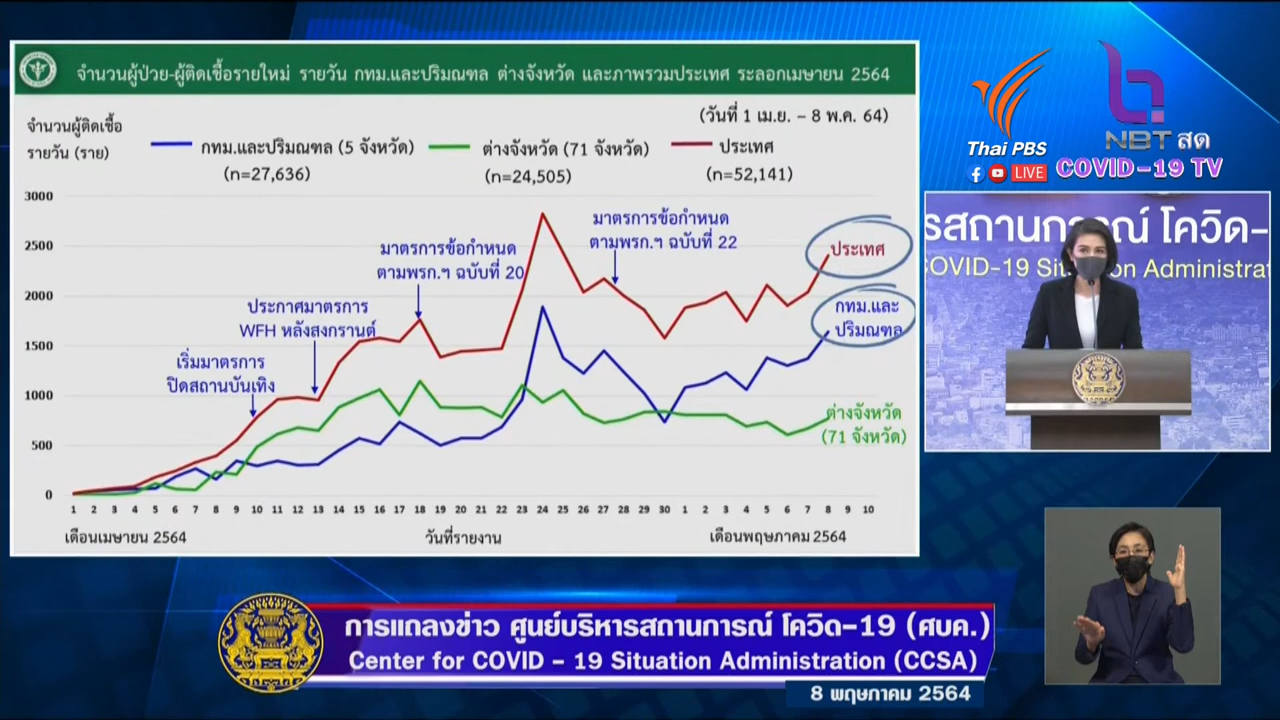 จำนวนผู้ป่วย-ผู้ติดเชื้อรายใหม่ รายวัน กทม.และปริมณฑล ต่างจังหวัด และภาพรวมประเทศ ระลอกเมษายน 2564
(วันที่ 1 เม.ย. – 8 พ.ค. 64)
จำนวนผู้ติดเชื้อ
รายวัน (ราย)
กทม.และปริมณฑล (5 จังหวัด)
(n=27,636)
ต่างจังหวัด (71 จังหวัด)
(n=24,505)
ประเทศ
(n=52,141)
3000
2500
2000
1500
1000
500
0
เริ่มมาตรการ
ปิดสถานบันเทิง
ประกาศมาตรการ
WFH หลังสงกรานต์
มาตรการข้อกำหนด
ตามพรก.ฯ ฉบับที่ 20
มาตรการข้อกำหนด
ตามพรก.ฯ ฉบับที่ 22
ประเทศ
กทม.และ
ปริมณฑล
ต่างจังหวัด
(71 จังหวัด)
1 2 3 4 5 6 7 8 9 10 11 12 13 14 15 16 17 18 19 20 21 22 23 24 25 26 27 28 29 30 1 2 3 4 5 6 7 8 9 10
เดือนเมษายน 2564 วันที่รายงาน เดือนพฤษภาคม 2564
Thai PBS
LIVE
NBT สด
COVID-19 TV
รสถานการณ์ โควิด-
COVID-19 Situation Administrat
การแถลงข่าว ศูนย์บริหารสถานการณ์ โควิด-19 (ศบค.)
Center for COVID – 19 Situation Administration (CCSA)
8 พฤษภาคม 2564